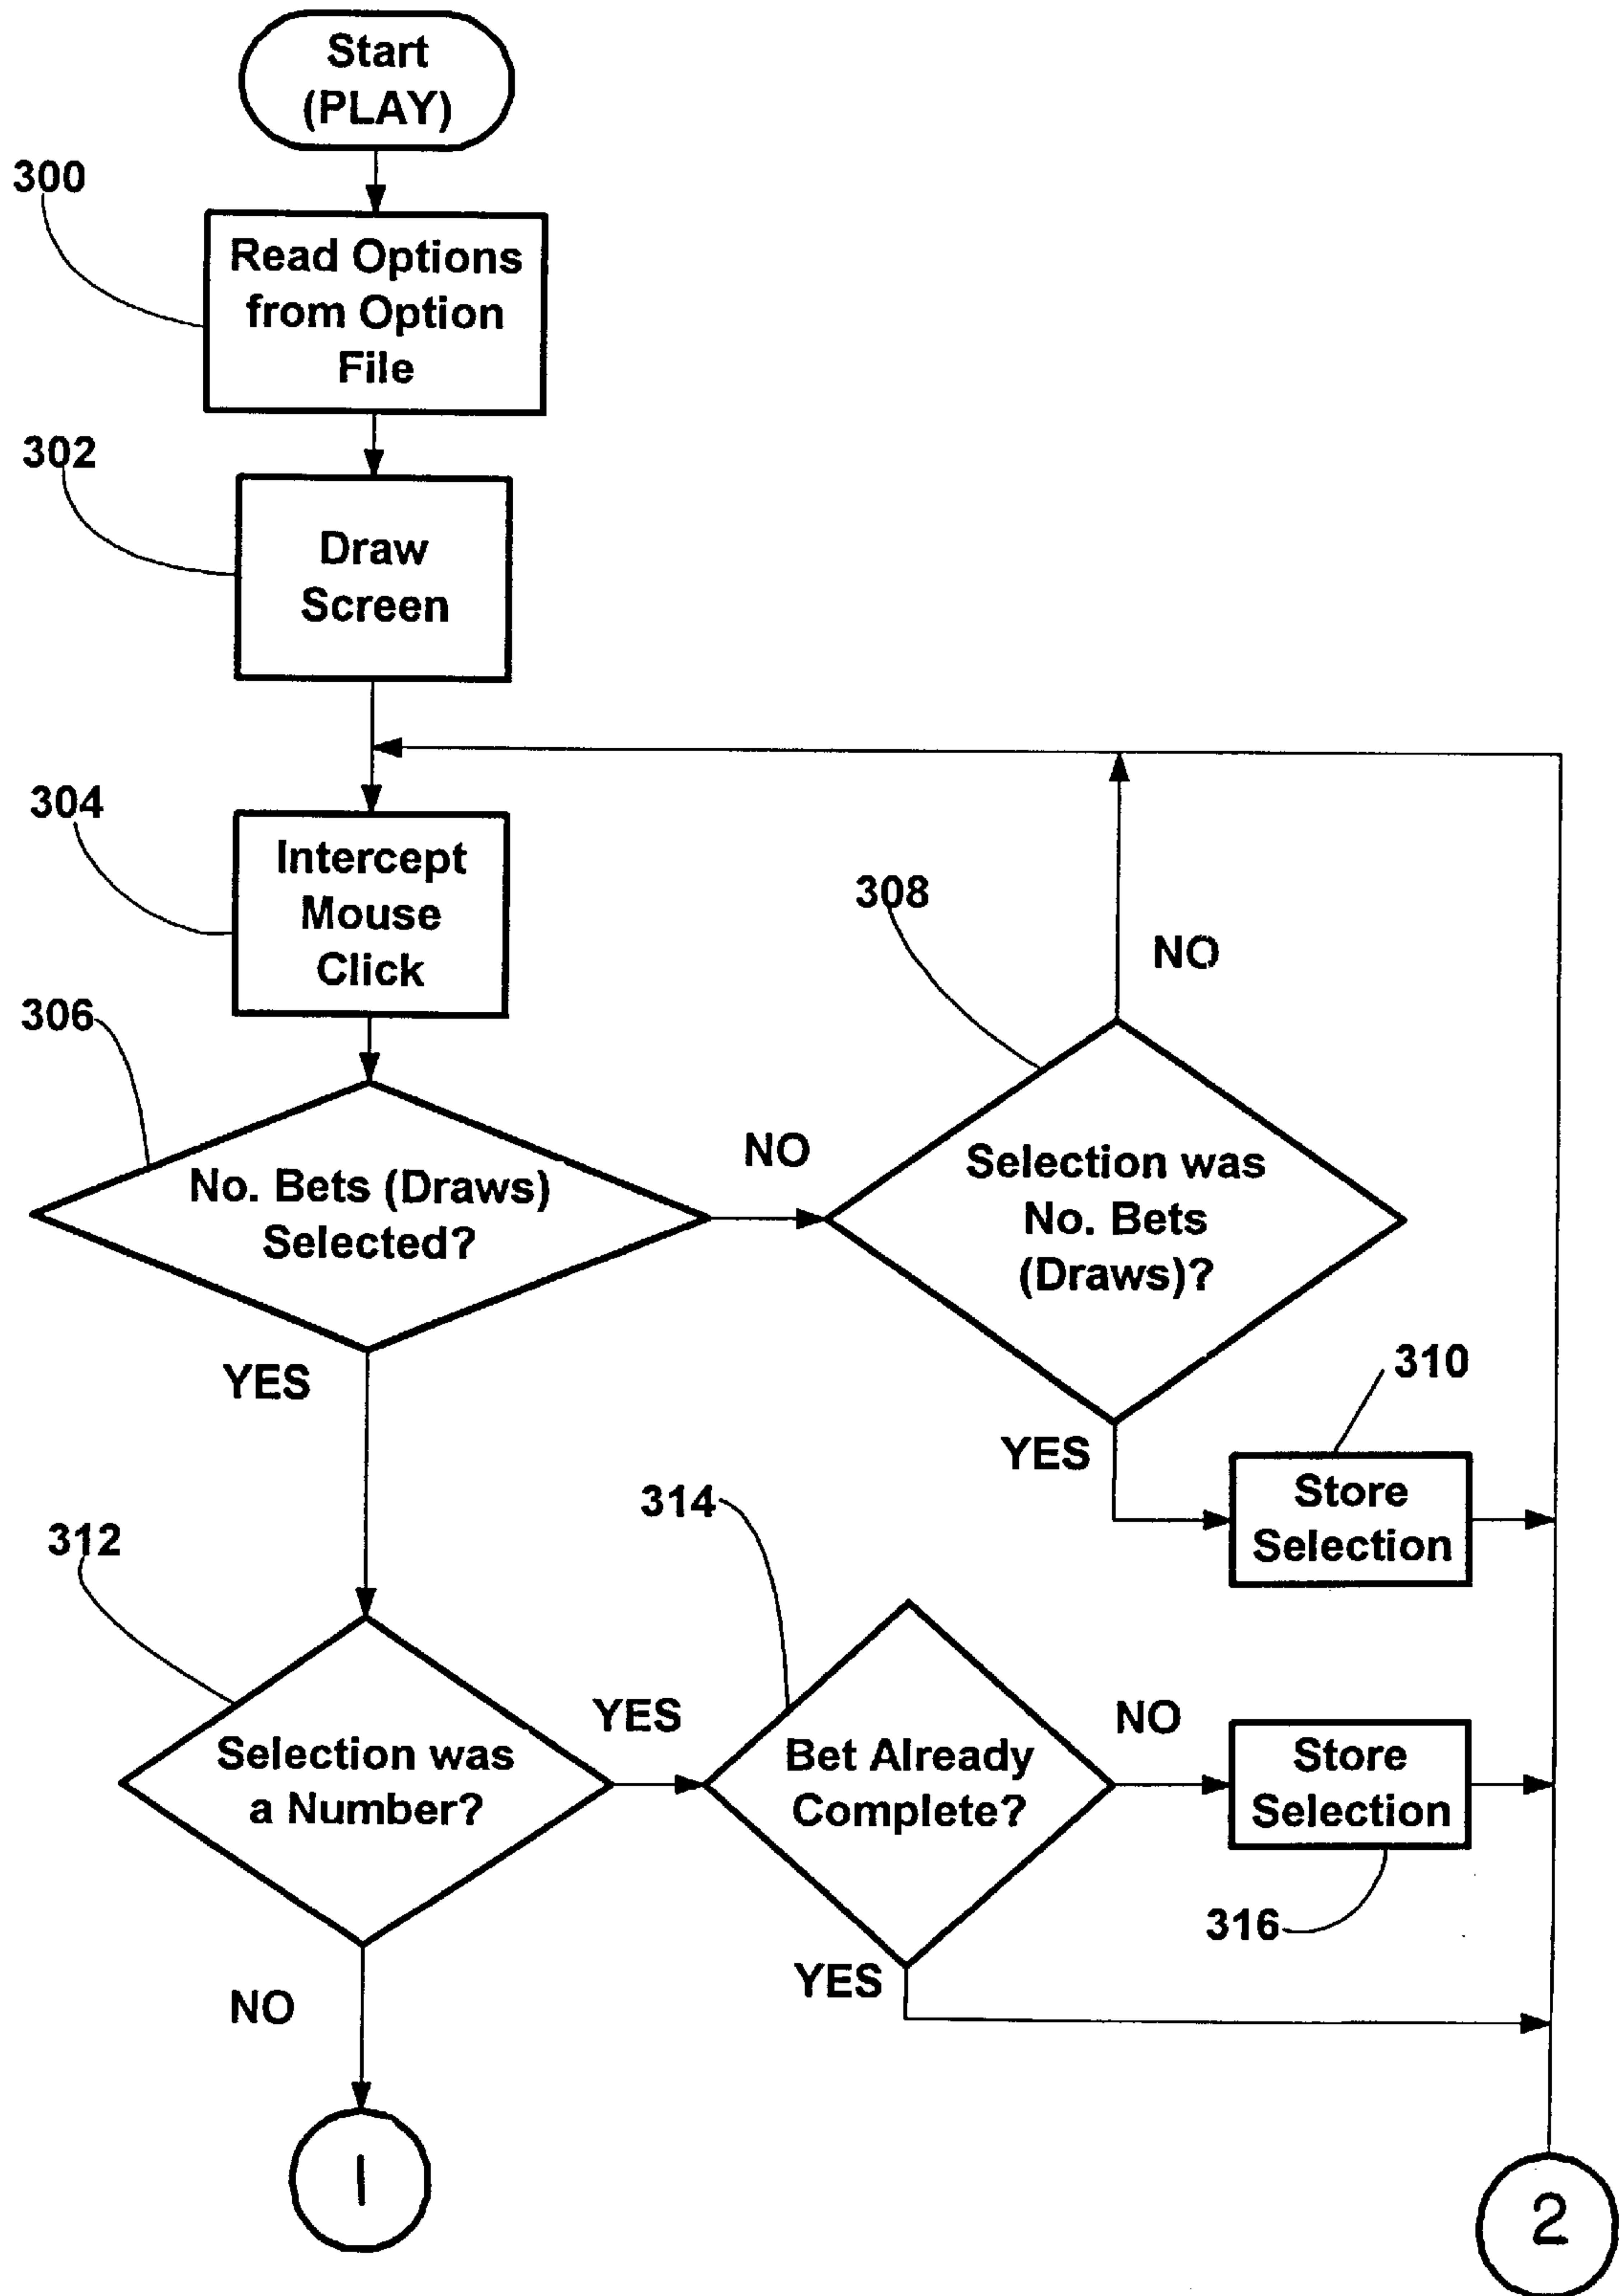 Start
(PLAY)
300
Read Options
from Option
File
302
Draw
Screen
304
Intercept
Mouse
Click
306
No. Bets (Draws)
Selected?
NO
308
Selection was
No. Bets
(Draws)?
NO
YES
310
Store
Selection
YES
312
Selection was
a Number?
YES
314
Bet Already
Complete?
NO
Store
Selection
316
YES
NO
1
2